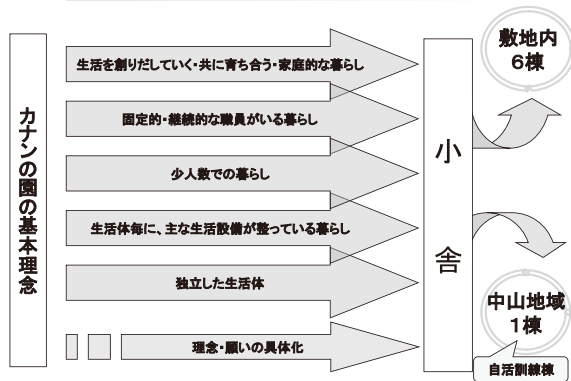 カナンの園の基本理念
生活を創りだしていく・共に育ち合う・家庭的な暮らし
固定的・継続的な職員がいる暮らし
少人数での暮らし
生活体毎に、主な生活設備が整っている暮らし
独立した生活体
理念・願いの具体化
小舎
敷地内
6棟
中山地域
1棟
自活訓練棟